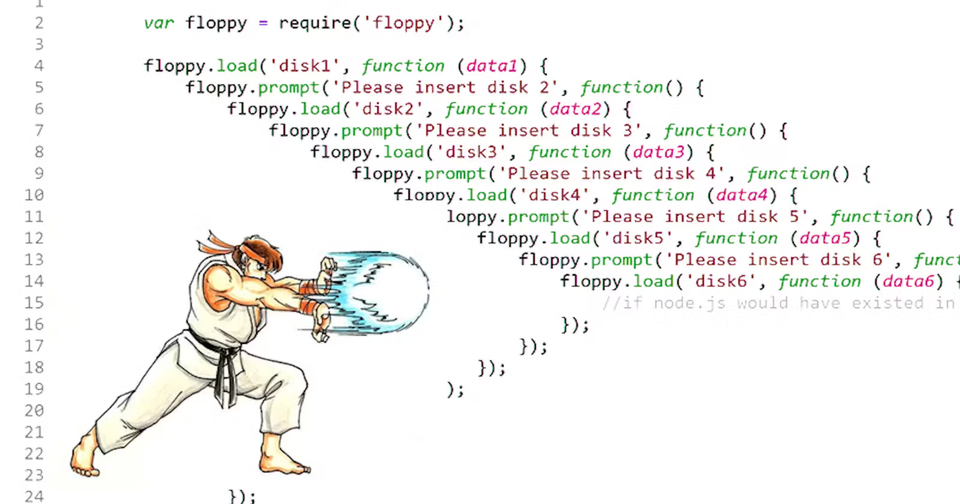 1
2 var floppy = require('floppy');
3
4 floppy.load('disk1', function (data1) {
5 floppy.prompt('Please insert disk 2', function() {
6 floppy.load('disk2', function (data2) {
7 floppy.prompt('Please insert disk 3', function() {
8 floppy.load('disk3', function (data3) {
9 floppy.prompt('Please insert disk 4', function() {
10 floppy.load('disk4', function (data4) {
11 loppy.prompt('Please insert disk 5', function() {
12 floppy.load('disk5', function (data5) {
13 floppy.prompt('Please insert disk 6', funct
14 floppy.load('disk6', function (data6) {
15 //if node.js would have existed in
16 });
17 });
18 });
19 );
20
21
22
23
24 });